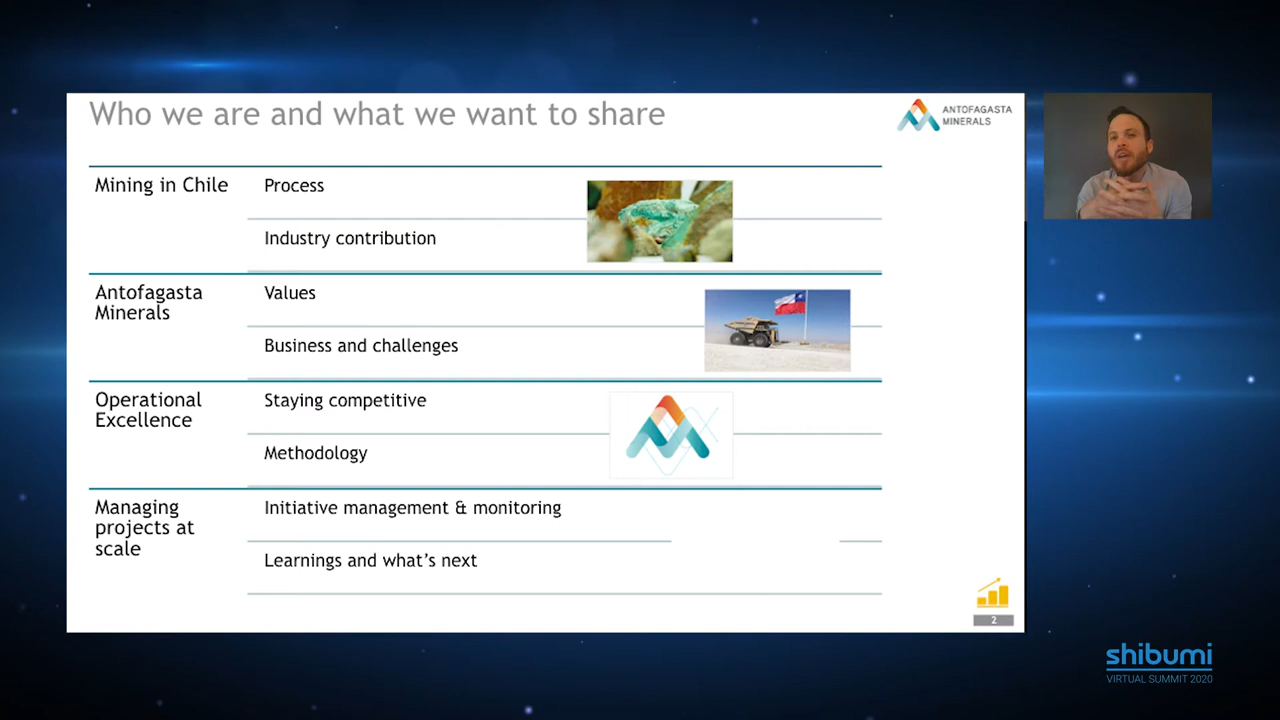 Who we are and what we want to share
ANTOFAGASTA
MINERALS
Mining in Chile
Process
Industry contribution
Antofagasta
Minerals
Values
Business and challenges
Operational
Excellence
Staying competitive
Methodology
Managing
projects at
scale
Initiative management & monitoring
Learnings and what's next
2
shibumi
VIRTUAL SUMMIT 2020